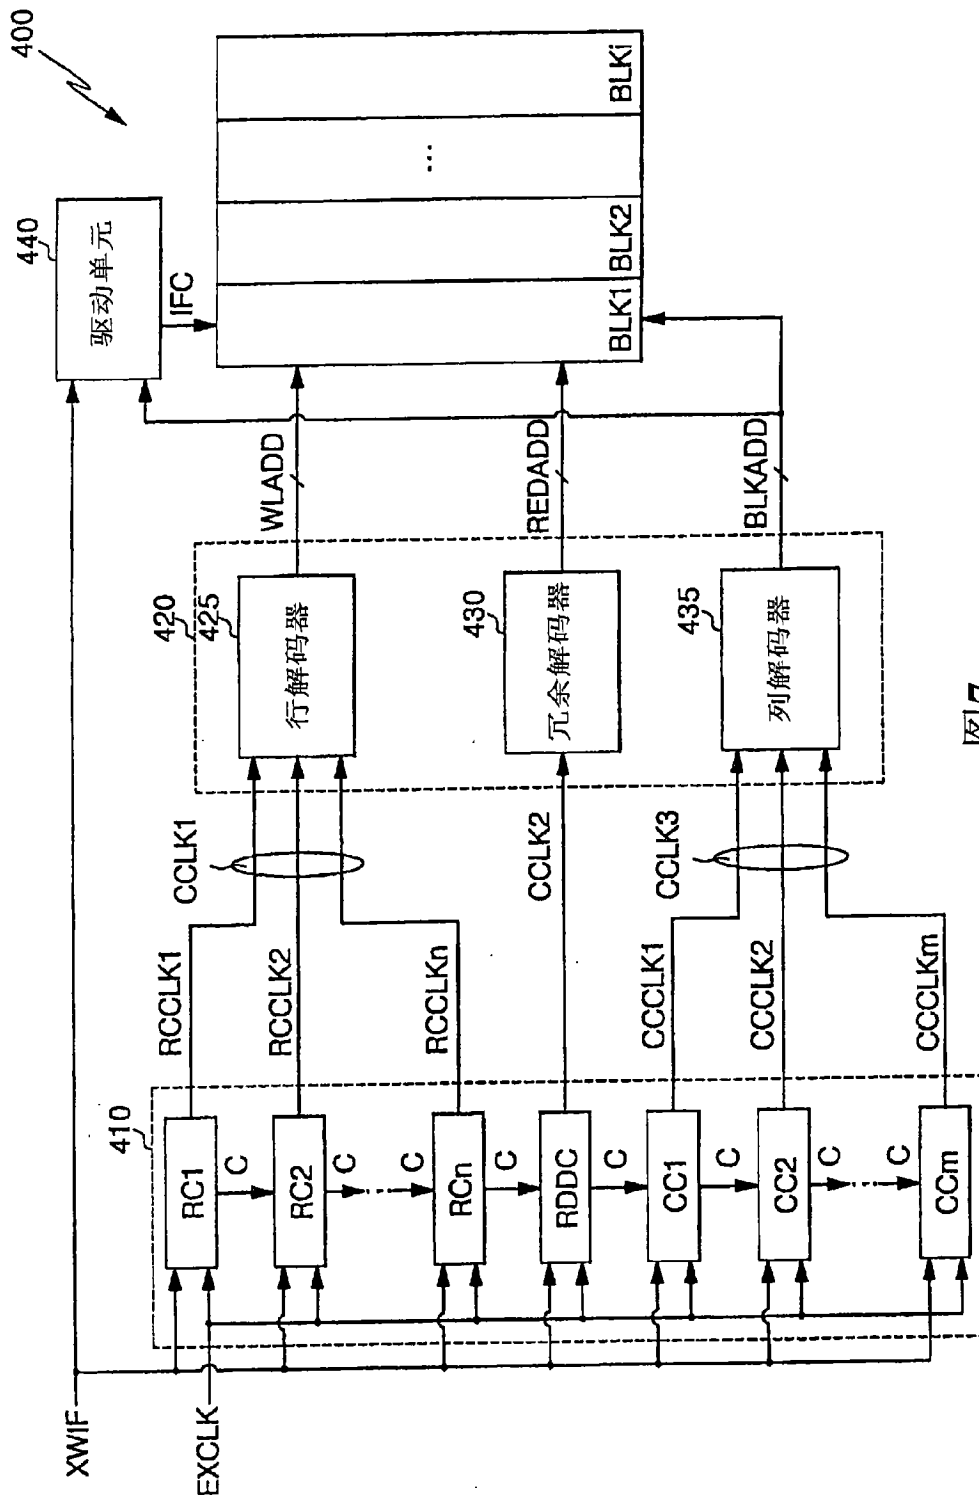 400
440
驱动单元
IFC
BLK1
BLK2
...
BLKi
WLADD
REDADD
BLKADD
420
425
行解码器
430
冗余解码器
435
列解码器
CCLK1
CCLK2
CCLK3
RCCLK1
RCCLK2
RCCLKn
CCCLK1
CCCLK2
CCCLKm
410
RC1
C
RC2
C
C
RCn
C
RDDC
C
CC1
C
CC2
C
C
CCm
XWIF
EXCLK
图7